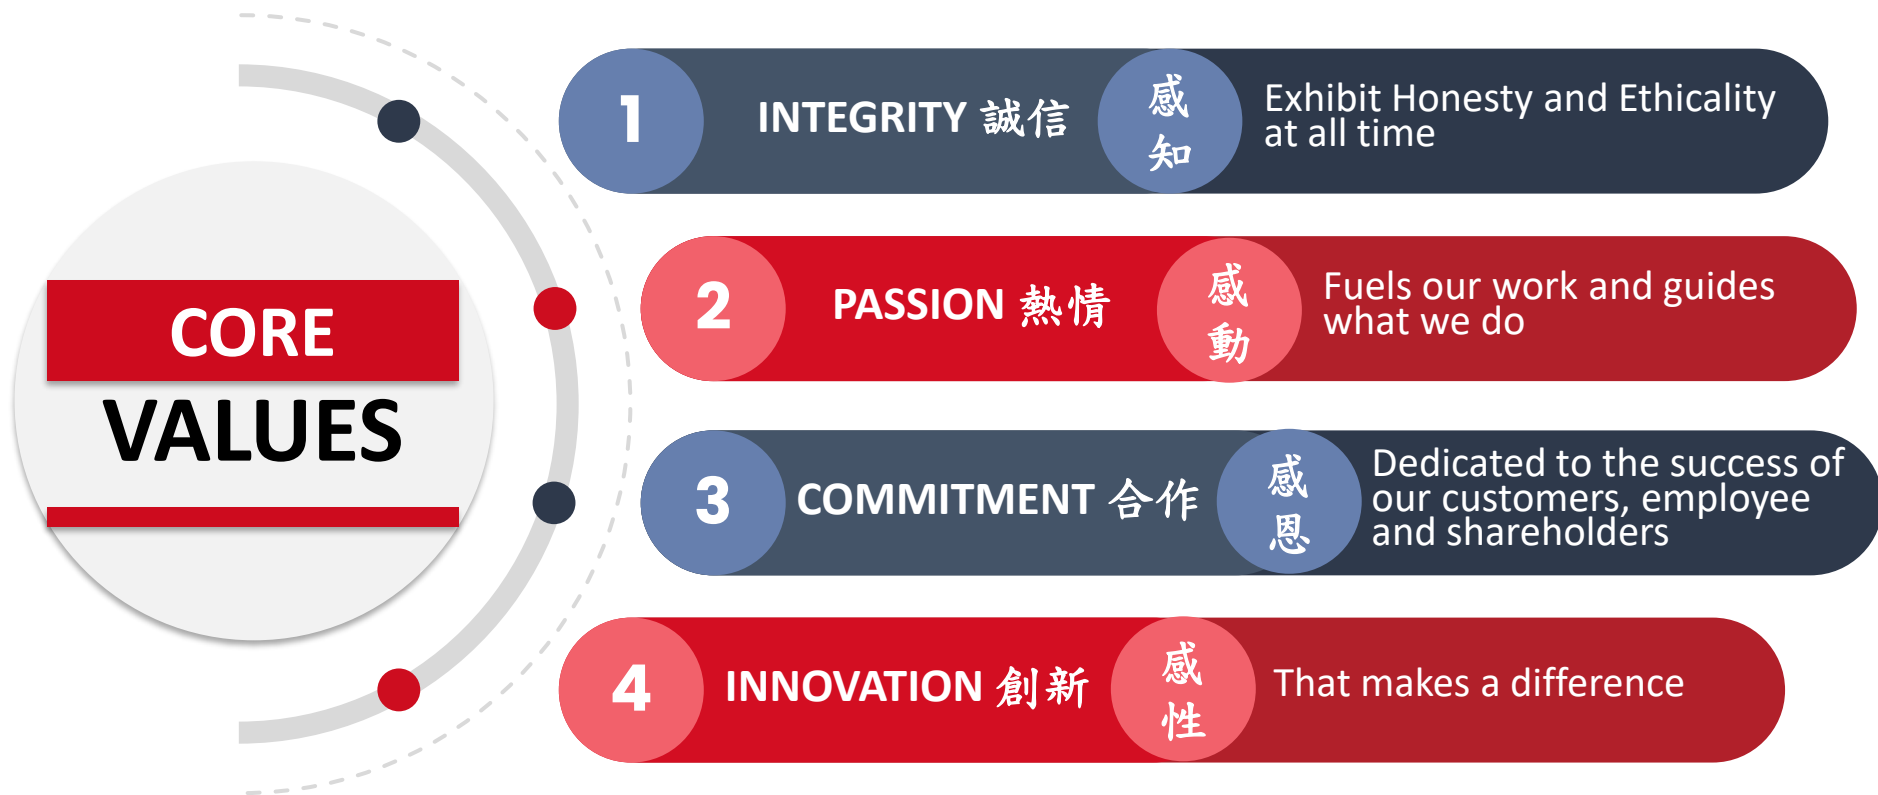 CORE
VALUES
1
INTEGRITY 誠信
感
知
Exhibit Honesty and Ethicality
at all time
2
PASSION 熱情
感
動
Fuels our work and guides
what we do
3
COMMITMENT 合作
感
恩
Dedicated to the success of
our customers, employee
and shareholders
4
INNOVATION 創新
感
性
That makes a difference